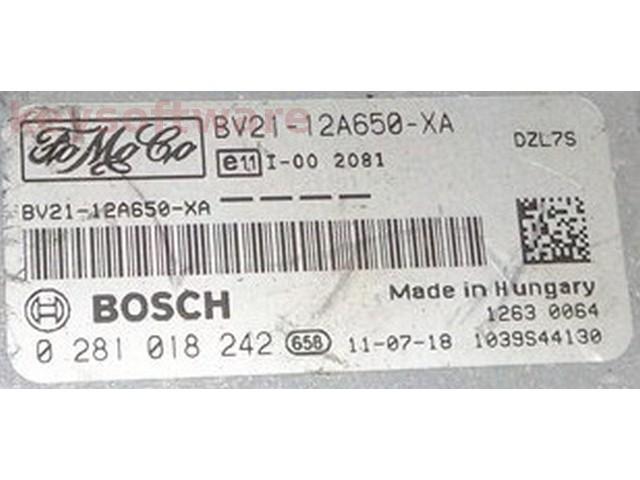 keysoftware
FoMoCo
BV21-12A650-XA
DZL7S
e11 I-00 2081
BV21-12A650-XA
BOSCH
Made in Hungary
1263 0064
0 281 018 242 658 11-07-18 1039S44130